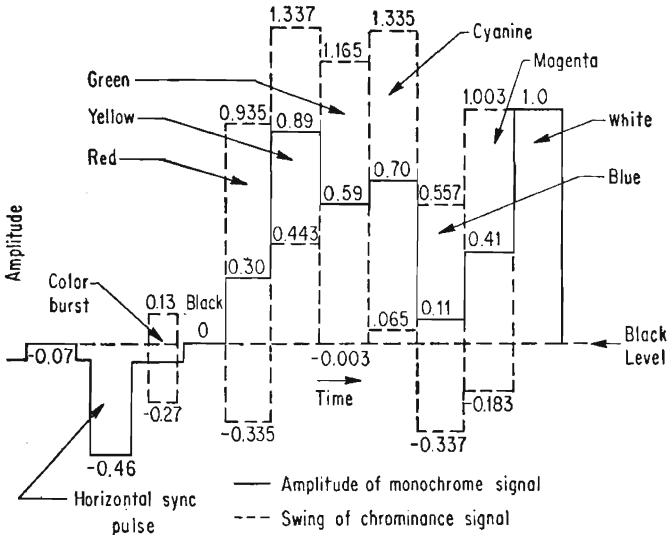 1.337
1.335
1.165
Cyanine
Green
Magenta
0.935
1.003
1.0
Yellow
0.89
White
Red
0.70
Blue
0.59
0.557
0.443
0.41
Amplitude
0.30
Color
burst
0.13
Black
0
.065
0.11
Black
Level
-0.07
-0.003
Time
-0.27
-0.183
-0.335
-0.337
-0.46
Horizontal sync
pulse
Amplitude of monochrome signal
Swing of chrominance signal